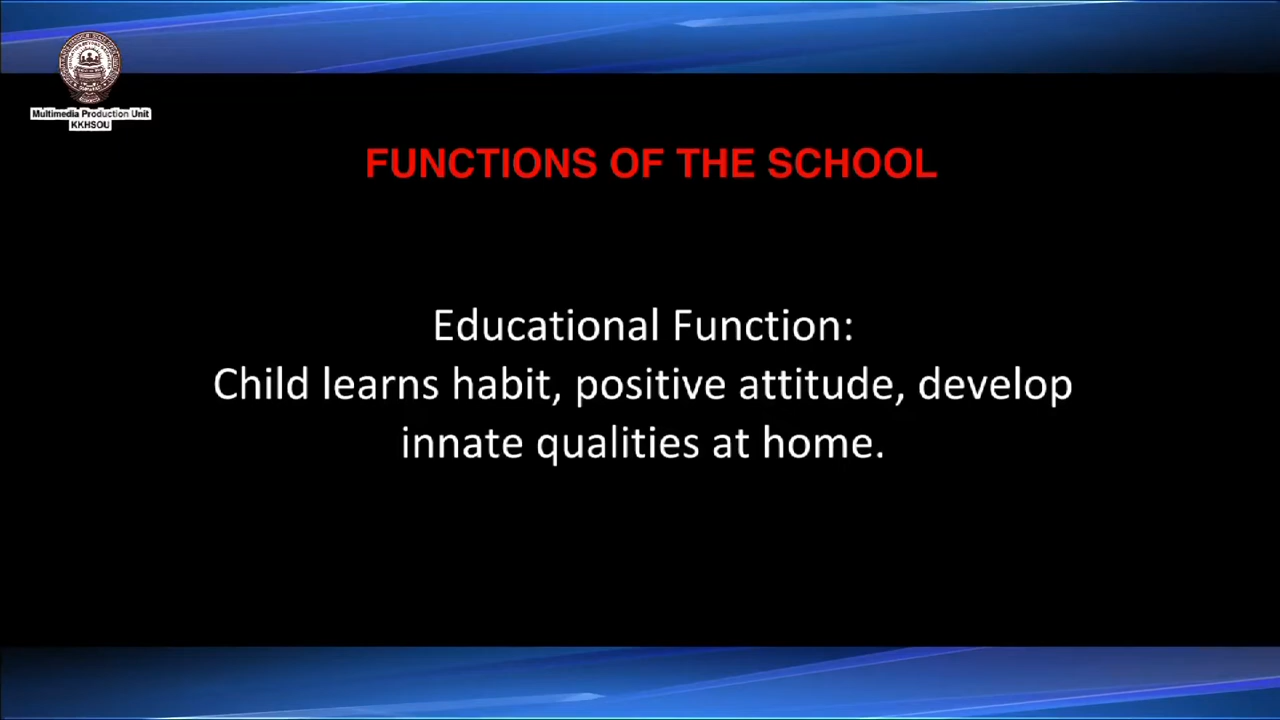 Multimedia Production Unit
KKHSOU
FUNCTIONS OF THE SCHOOL
Educational Function:
Child learns habit, positive attitude, develop
innate qualities at home.